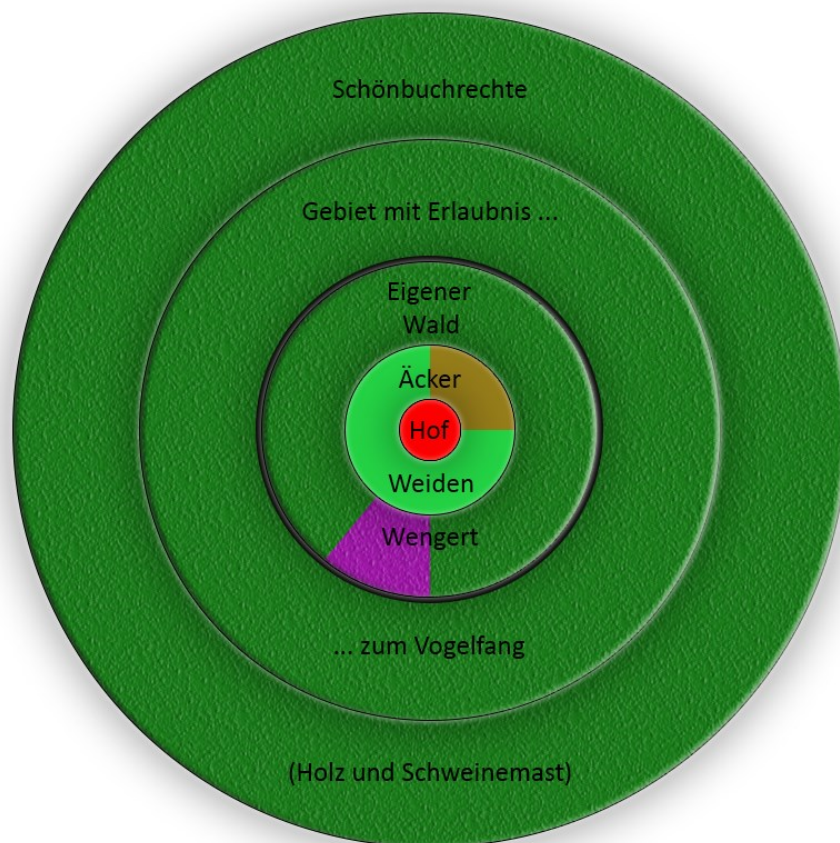 Schönbuchrechte
Gebiet mit Erlaubnis ...
Eigener
Wald
Äcker
Hof
Weiden
Wengert
... zum Vogelfang
(Holz und Schweinemast)